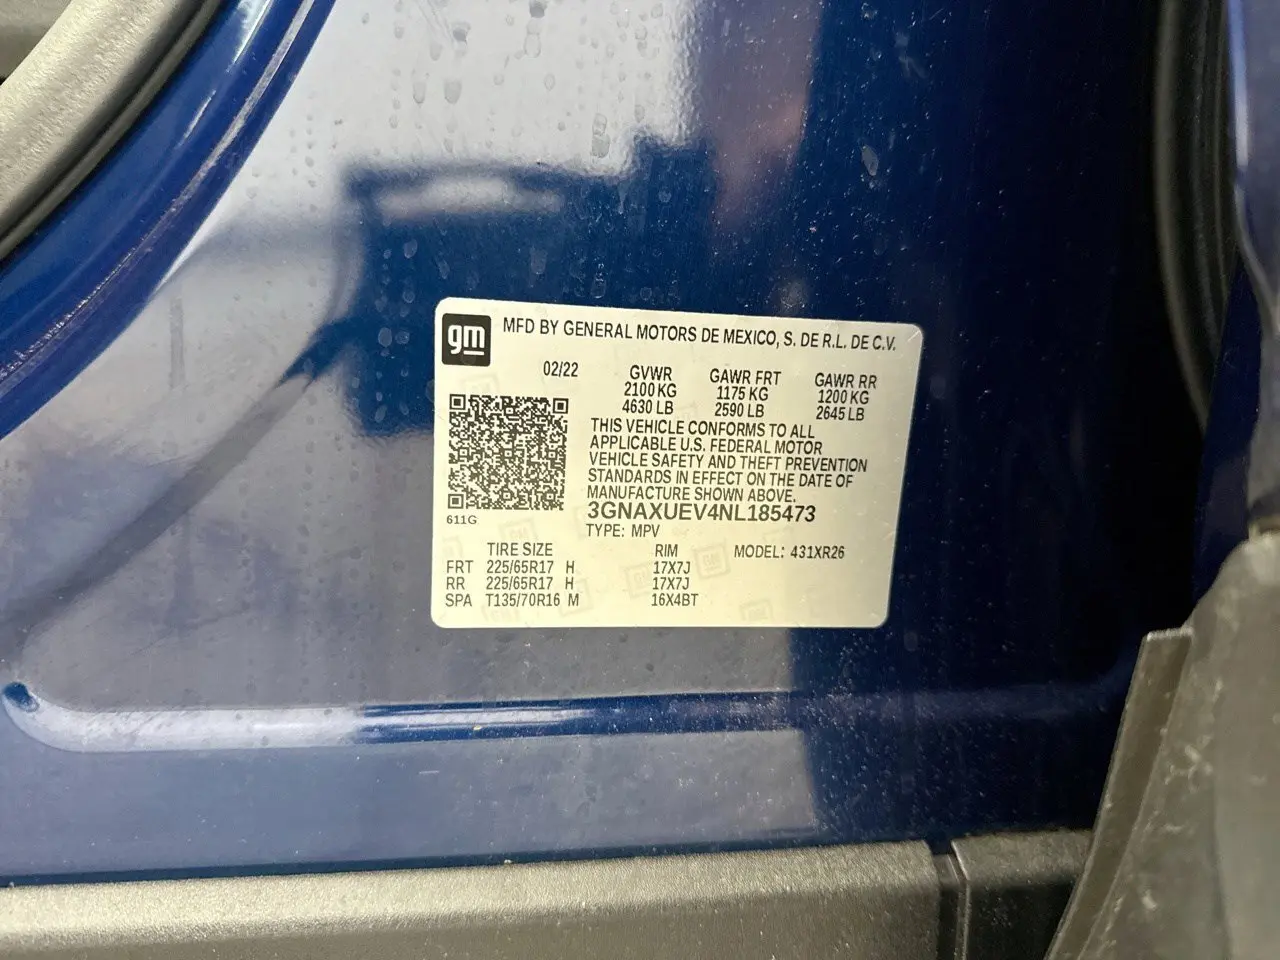 gm
MFD BY GENERAL MOTORS DE MEXICO, S. DE R.L. DE C.V.
02/22 GVWR GAWR FRT GAWR RR
2100 KG 1175 KG 1200 KG
4630 LB 2590 LB 2645 LB
THIS VEHICLE CONFORMS TO ALL
APPLICABLE U.S. FEDERAL MOTOR
VEHICLE SAFETY AND THEFT PREVENTION
STANDARDS IN EFFECT ON THE DATE OF
MANUFACTURE SHOWN ABOVE.
3GNAXUEV4NL185473
611G
TYPE: MPV
TIRE SIZE RIM MODEL: 431XR26
FRT 225/65R17 H 17X7J
RR 225/65R17 H 17X7J
SPA T135/70R16 M 16X4BT